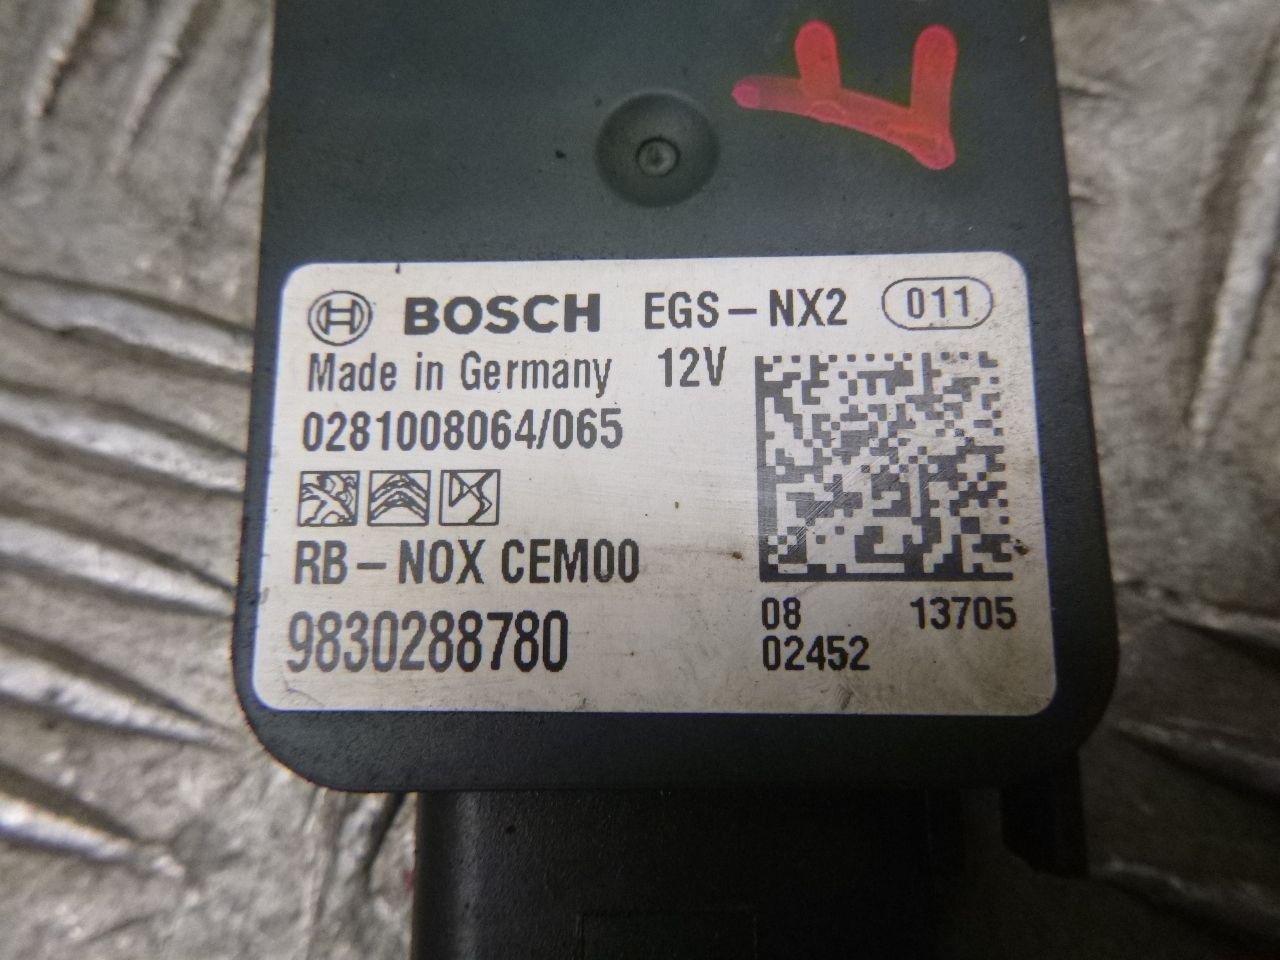 BOSCH EGS-NX2 011
Made in Germany 12V
0281008064/065
RB-NOX CEM00
9830288780
08 13705
02452